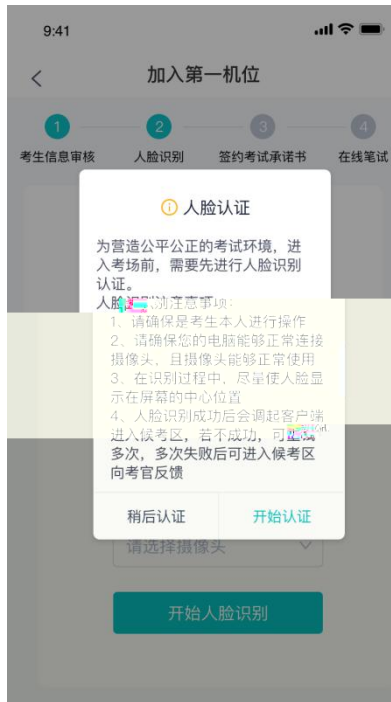 9:41
加入第一机位
1
2
3
4
考生信息审核
人脸识别
签约考试承诺书
在线笔试
人脸认证
为营造公平公正的考试环境，进
入考场前，需要先进行人脸识别
认证。
人脸识别注意事项：
1、请确保是考生本人进行操作
2、请确保您的电脑能够正常连接
摄像头，且摄像头能够正常使用
3、在识别过程中，尽量使人脸显
示在屏幕的中心位置
4、人脸识别成功后会调起客户端
进入候考区，若不成功，可
多次，多次失败后可进入候考区
向考官反馈
稍后认证
开始认证
请选择摄像头
开始人脸识别